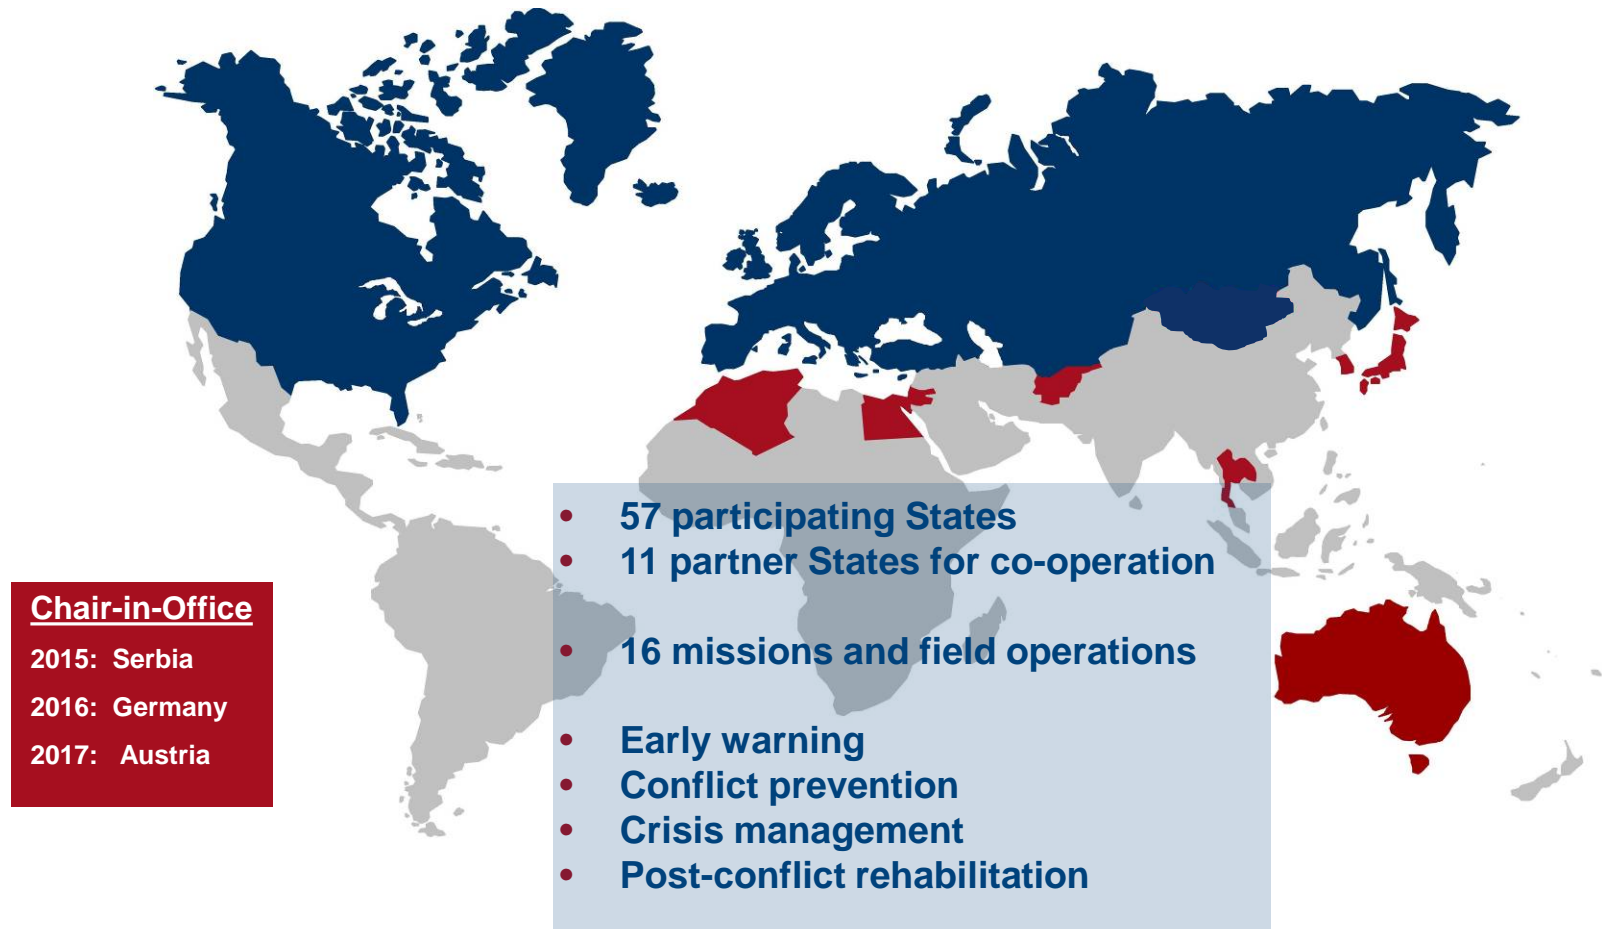 • 57 participating States
• 11 partner States for co-operation
• 16 missions and field operations
• Early warning
• Conflict prevention
• Crisis management
• Post-conflict rehabilitation
Chair-in-Office
2015: Serbia
2016: Germany
2017: Austria